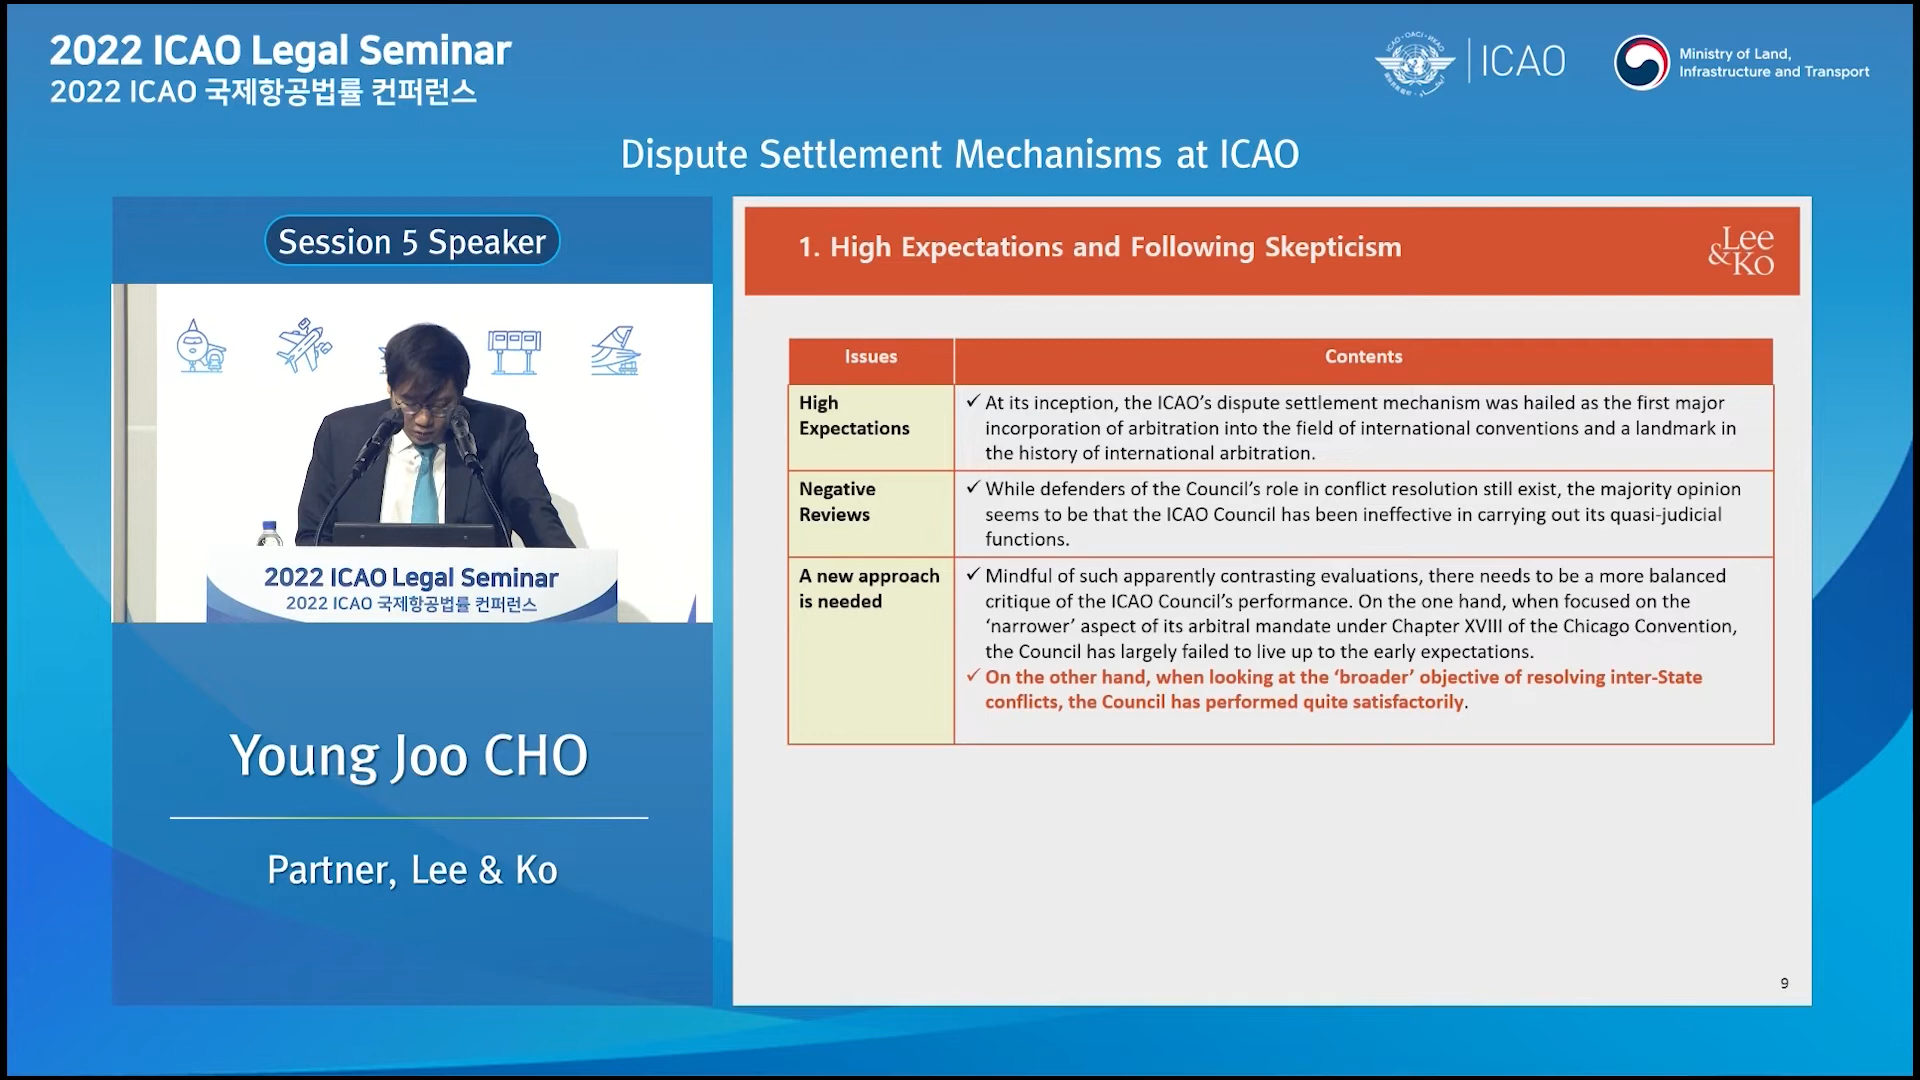 2022 ICAO Legal Seminar
2022 ICAO 국제항공법률 컨퍼런스
ICAO
Ministry of Land,
Infrastructure and Transport
Dispute Settlement Mechanisms at ICAO
Session 5 Speaker
2022 ICAO Legal Seminar
2022 ICAO 국제항공법률 컨퍼런스
Young Joo CHO
Partner, Lee & Ko
1. High Expectations and Following Skepticism
Lee
&Ko
Issues
Contents
High
Expectations
✓ At its inception, the ICAO’s dispute settlement mechanism was hailed as the first major
incorporation of arbitration into the field of international conventions and a landmark in
the history of international arbitration.
Negative
Reviews
✓ While defenders of the Council’s role in conflict resolution still exist, the majority opinion
seems to be that the ICAO Council has been ineffective in carrying out its quasi-judicial
functions.
A new approach
is needed
✓ Mindful of such apparently contrasting evaluations, there needs to be a more balanced
critique of the ICAO Council’s performance. On the one hand, when focused on the
‘narrower’ aspect of its arbitral mandate under Chapter XVIII of the Chicago Convention,
the Council has largely failed to live up to the early expectations.
✓ On the other hand, when looking at the ‘broader’ objective of resolving inter-State
conflicts, the Council has performed quite satisfactorily.
9